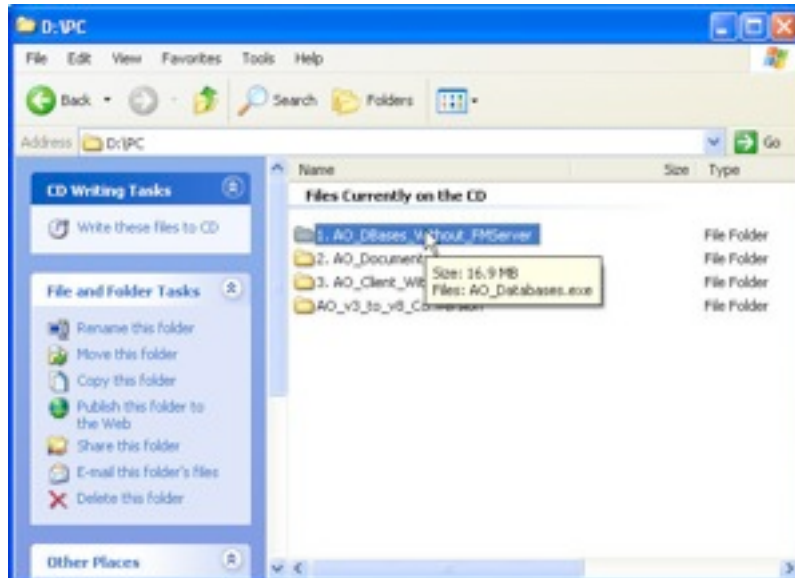 D:\PC
File Edit View Favorites Tools Help
Back Search Folders
Address D:\PC Go
Name Size Type
CD Writing Tasks
Write these files to CD
File and Folder Tasks
Rename this folder
Move this folder
Copy this folder
Publish this folder to
the Web
Share this folder
E-mail this folder's files
Delete this folder
Other Places
Files Currently on the CD
1. AO_DBases_Without_FMServer File Folder
2. AO_Document File Folder
3. AO_Client_Wit File Folder
AO_v3_to_v8_Conversion File Folder
Size: 16.9 MB
Files: AO_Databases.exe